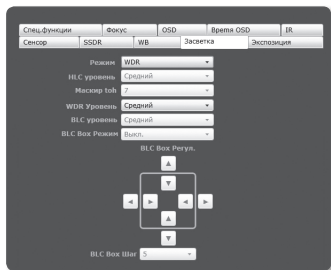 Спец.функции Фокус OSD Время OSD IR
Сенсор SSDR WB Засветка Экспозиция
Режим WDR
HLC уровень Средний
Маскир toh 7
WDR Уровень Средний
BLC уровень Средний
BLC Box Режим Выкл.
BLC Box Регул.
BLC Box Шаг 5